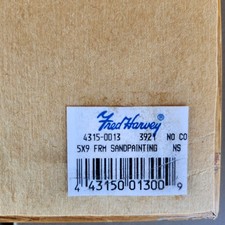 Fred Harvey®
4315-0013 3921 NO CO
5X9 FRM SANDPAINTING NS
4 43150 01300 9